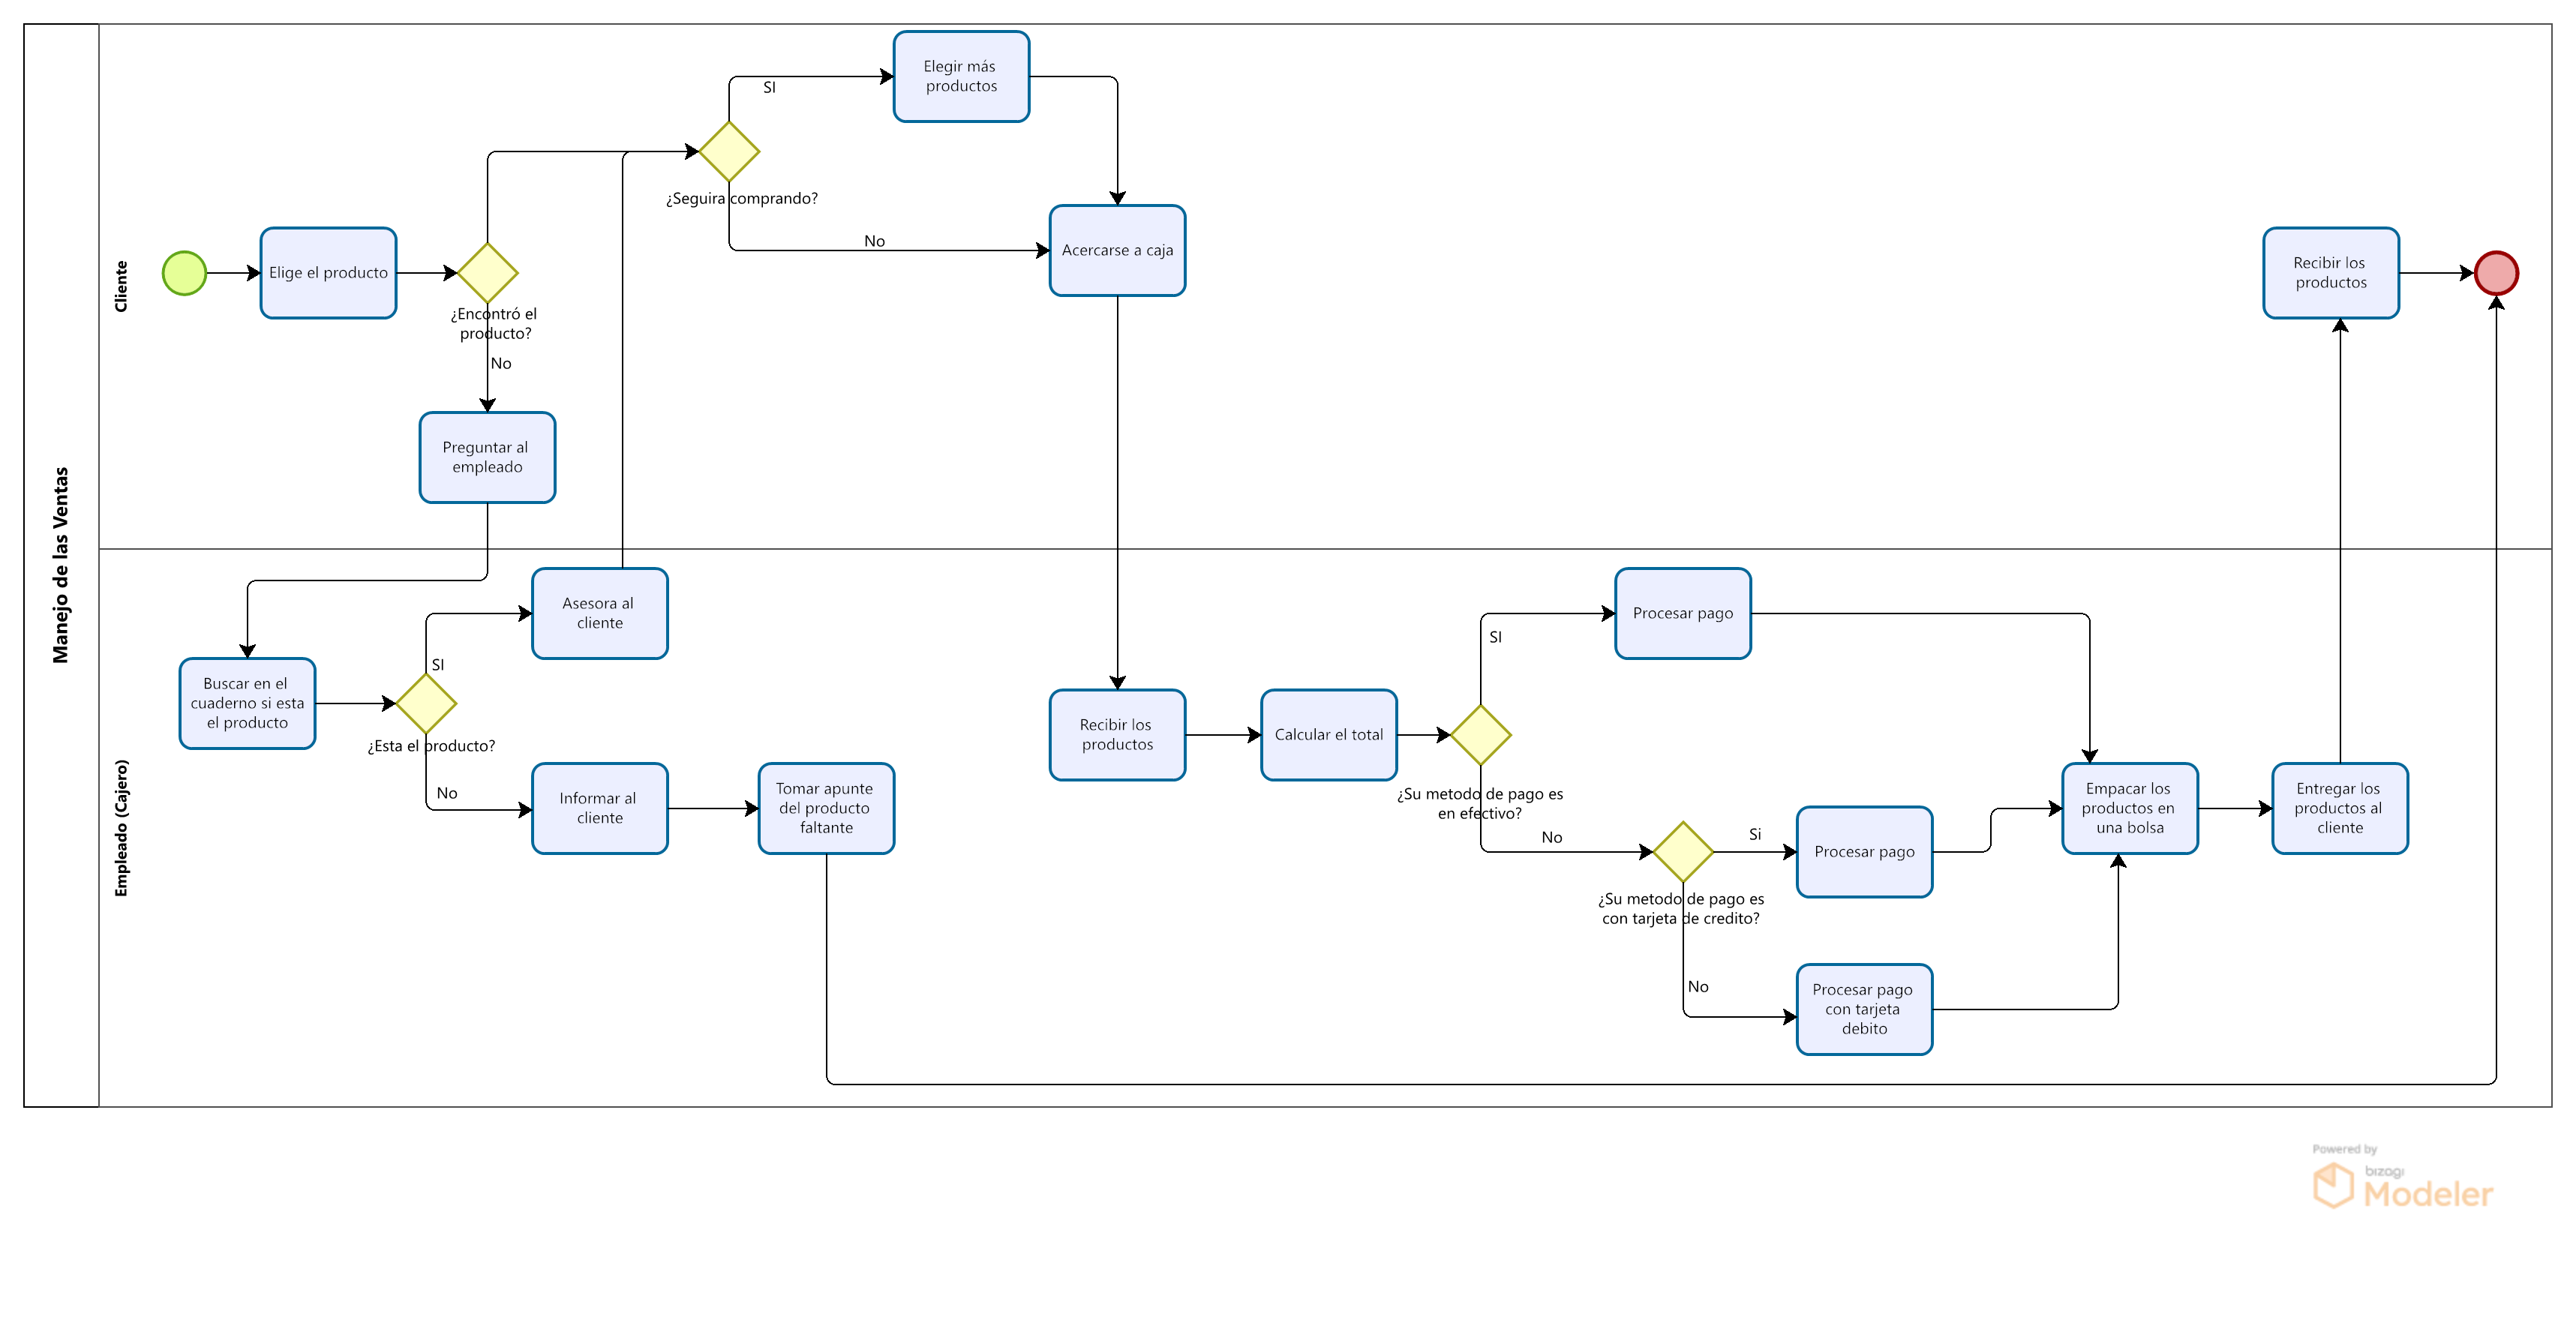 Manejo de las Ventas
Cliente
Elige el producto
¿Encontró el
producto?
No
Preguntar al
empleado
¿Seguira comprando?
SI
Elegir más
productos
No
Acercarse a caja
Recibir los
productos
Empleado (Cajero)
Buscar en el
cuaderno si esta
el producto
¿Esta el producto?
SI
Asesora al
cliente
No
Informar al
cliente
Tomar apunte
del producto
faltante
Recibir los
productos
Calcular el total
¿Su metodo de pago es
en efectivo?
SI
Procesar pago
No
¿Su metodo de pago es
con tarjeta de credito?
Si
Procesar pago
No
Procesar pago
con tarjeta
debito
Empacar los
productos en
una bolsa
Entregar los
productos al
cliente
Powered by
bizagi
Modeler